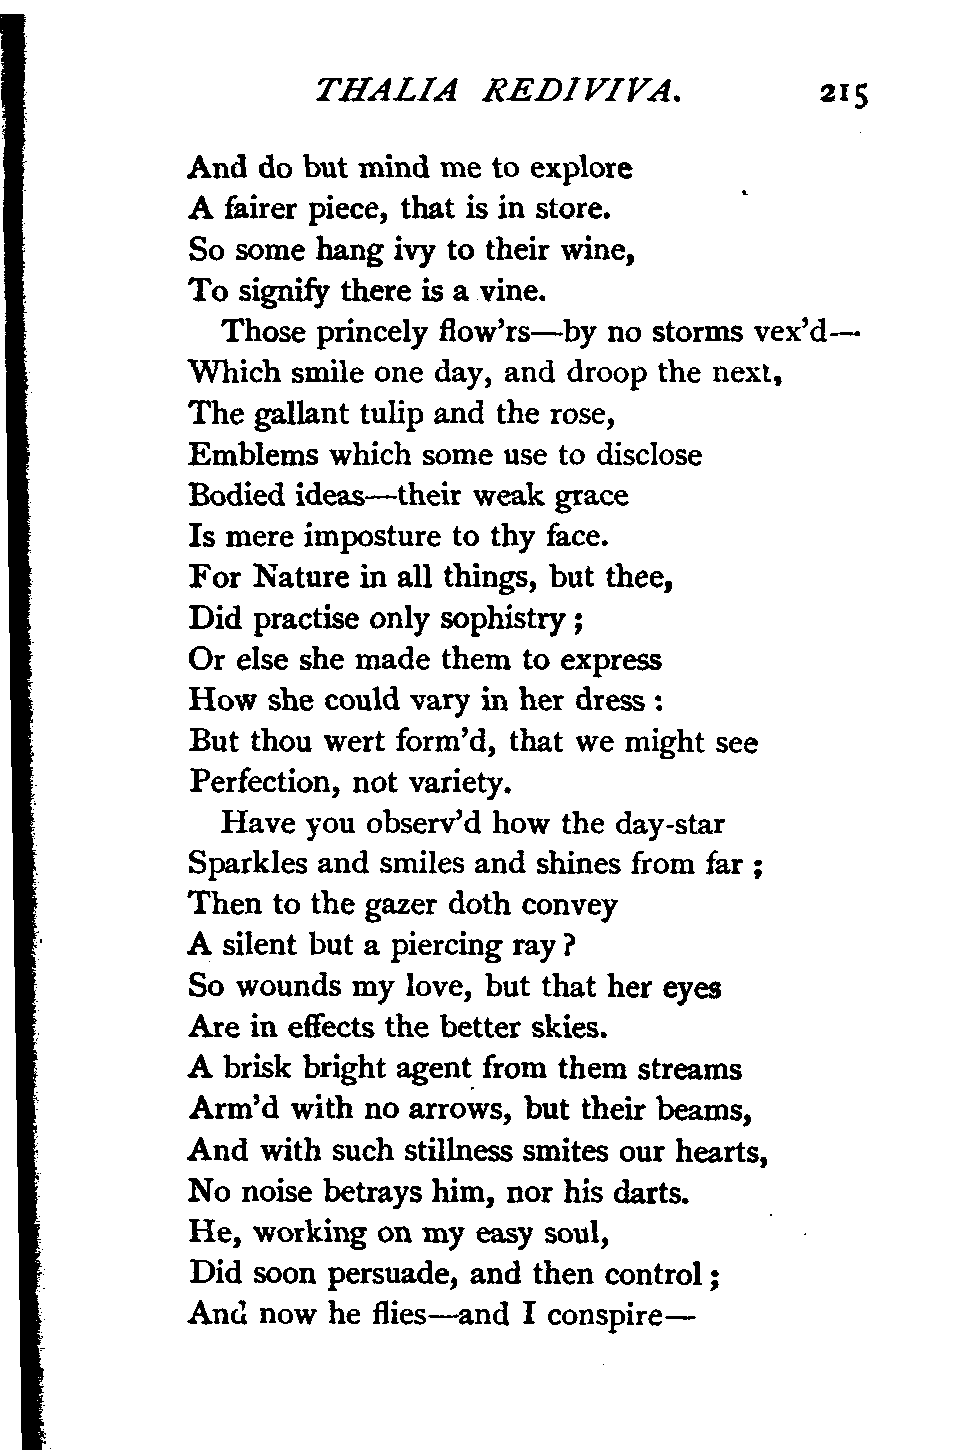 THALIA REDIVIVA. 215
And do but mind me to explore
A fairer piece, that is in store.
So some hang ivy to their wine,
To signify there is a vine.
Those princely flow'rs—by no storms vex'd—
Which smile one day, and droop the next,
The gallant tulip and the rose,
Emblems which some use to disclose
Bodied ideas—their weak grace
Is mere imposture to thy face.
For Nature in all things, but thee,
Did practise only sophistry ;
Or else she made them to express
How she could vary in her dress :
But thou wert form'd, that we might see
Perfection, not variety.
Have you observ'd how the day-star
Sparkles and smiles and shines from far ;
Then to the gazer doth convey
A silent but a piercing ray ?
So wounds my love, but that her eyes
Are in effects the better skies.
A brisk bright agent from them streams
Arm'd with no arrows, but their beams,
And with such stillness smites our hearts,
No noise betrays him, nor his darts.
He, working on my easy soul,
Did soon persuade, and then control ;
And now he flies—and I conspire—